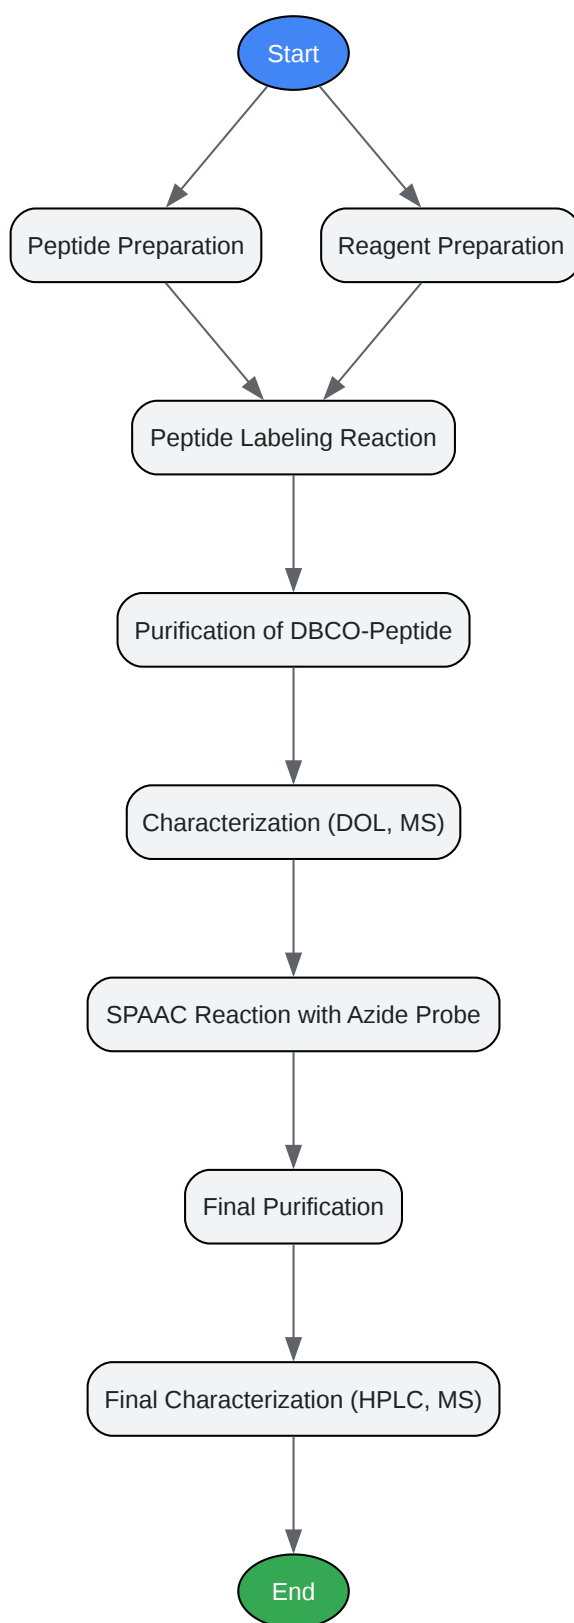 Start
Peptide Preparation
Reagent Preparation
Peptide Labeling Reaction
Purification of DBCO-Peptide
Characterization (DOL, MS)
SPAAC Reaction with Azide Probe
Final Purification
Final Characterization (HPLC, MS)
End